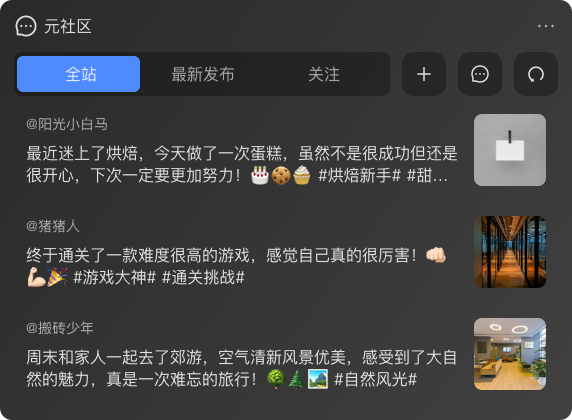 元社区
全站
最新发布
关注
@阳光小白马
最近迷上了烘焙，今天做了一次蛋糕，虽然不是很成功但还是
很开心，下次一定要更加努力！🎂🍪🧁 #烘焙新手# #甜...
@猪猪人
终于通关了一款难度很高的游戏，感觉自己真的很厉害！👊🏻
💪🏻🎉 #游戏大神# #通关挑战#
@搬砖少年
周末和家人一起去了郊游，空气清新风景优美，感受到了大自
然的魅力，真是一次难忘的旅行！🌳🌲🏞️ #自然风光#